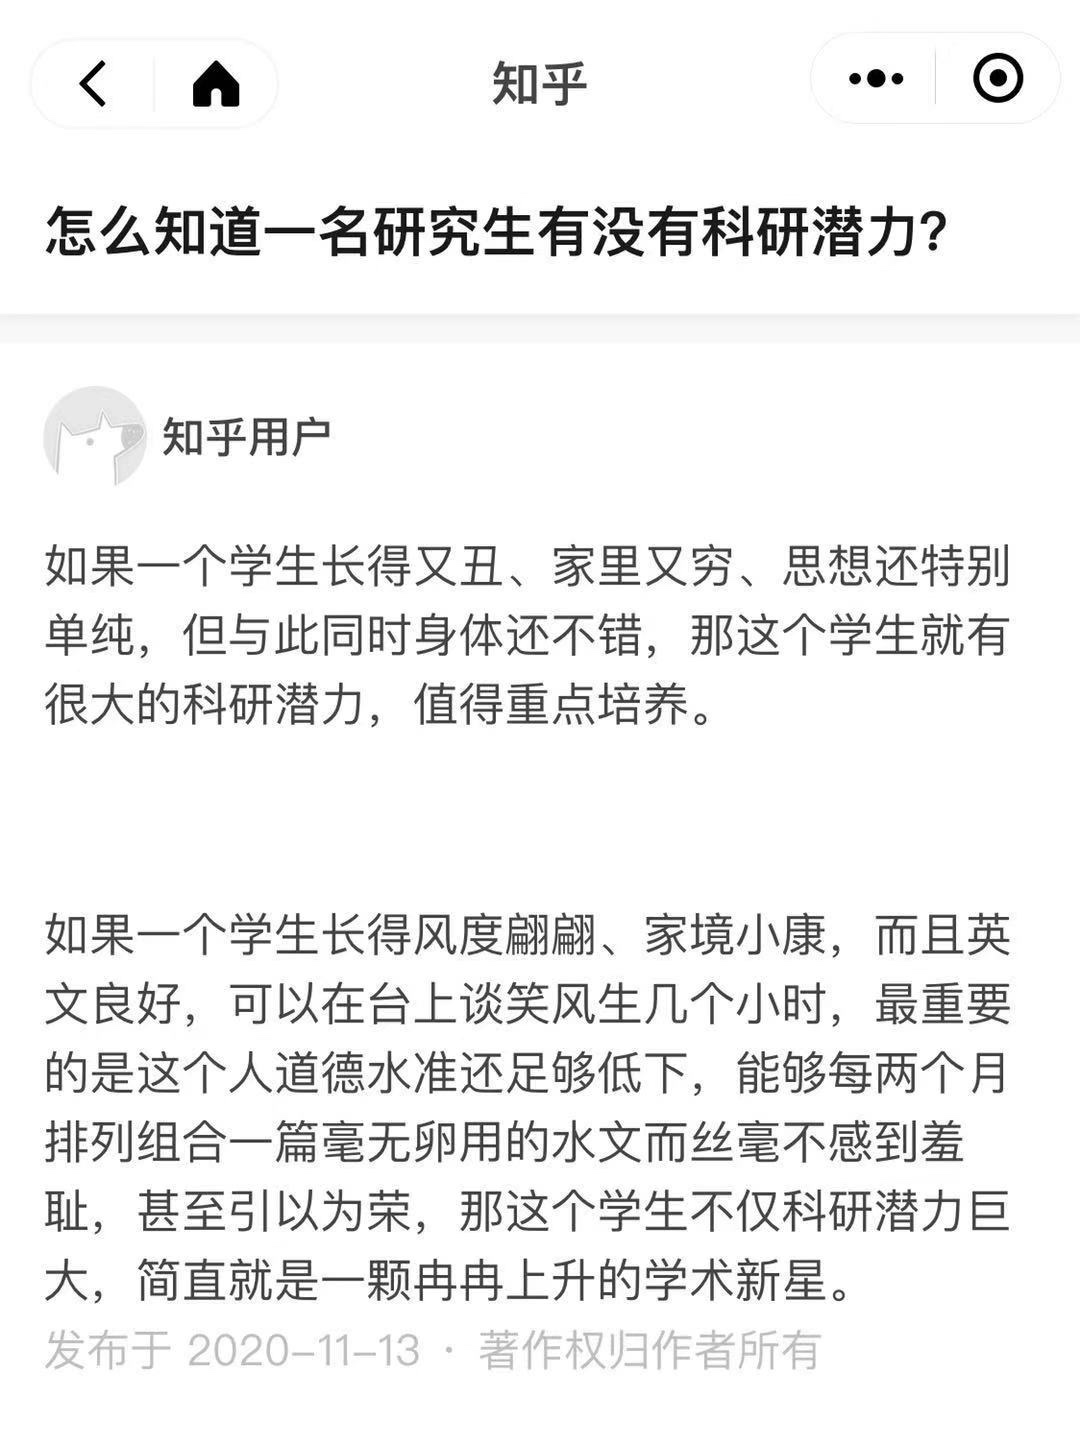 知乎
怎么知道一名研究生有没有科研潜力？
知乎用户
如果一个学生长得又丑、家里又穷、思想还特别
单纯，但与此同时身体还不错，那这个学生就有
很大的科研潜力，值得重点培养。
如果一个学生长得风度翩翩、家境小康，而且英
文良好，可以在台上谈笑风生几个小时，最重要
的是这个人道德水准还足够低下，能够每两个月
排列组合一篇毫无卵用的水文而丝毫不感到羞
耻，甚至引以为荣，那这个学生不仅科研潜力巨
大，简直就是一颗冉冉上升的学术新星。
发布于 2020-11-13 · 著作权归作者所有